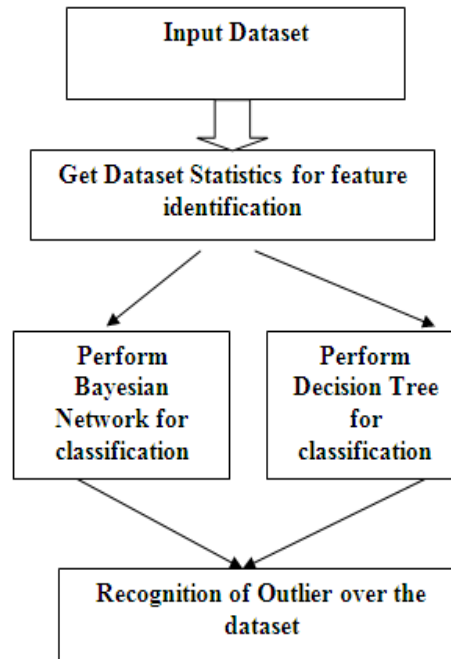 Input Dataset
Get Dataset Statistics for feature
identification
Perform
Bayesian
Network for
classification
Perform
Decision Tree
for
classification
Recognition of Outlier over the
dataset